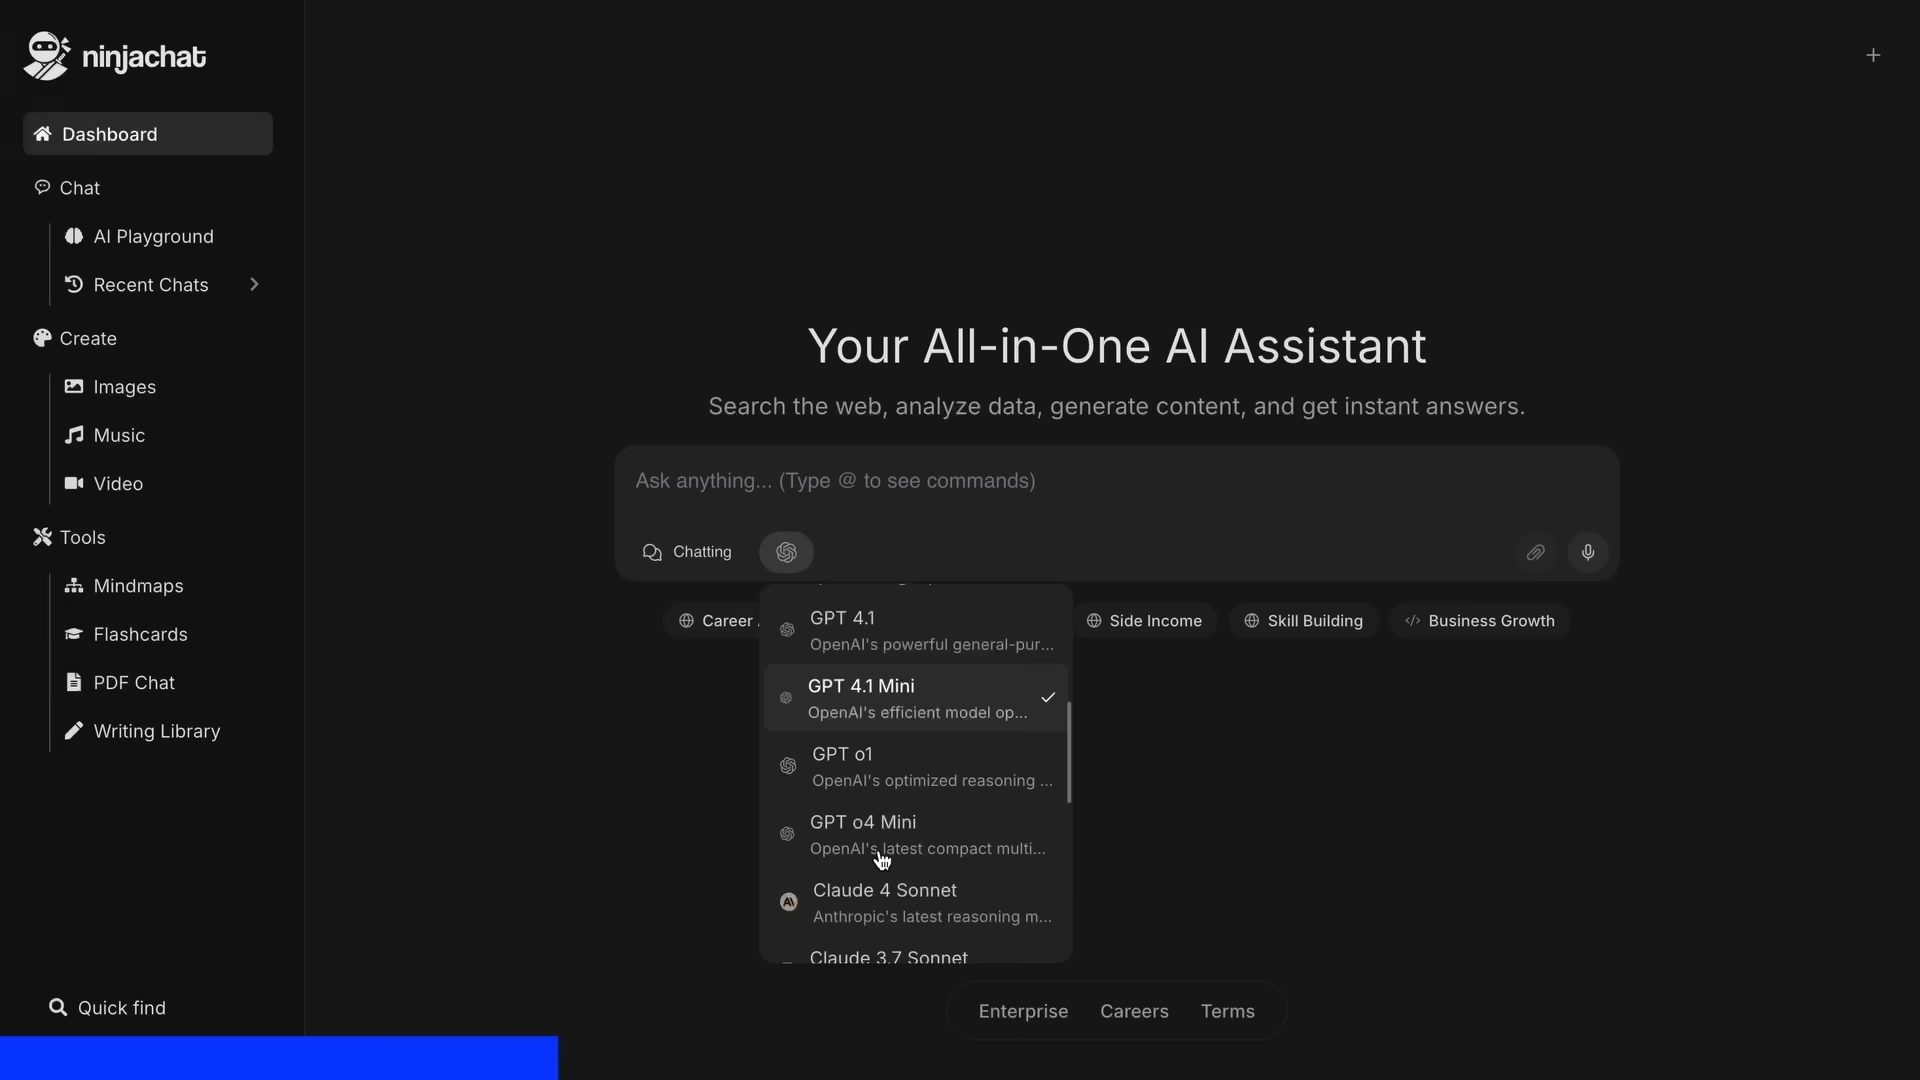 ninjachat
Dashboard
Chat
AI Playground
Recent Chats
Create
Images
Music
Video
Tools
Mindmaps
Flashcards
PDF Chat
Writing Library
Quick find
Your All-in-One AI Assistant
Search the web, analyze data, generate content, and get instant answers.
Ask anything... (Type @ to see commands)
Chatting
Career
Side Income
Skill Building
Business Growth
GPT 4.1
OpenAI's powerful general-pur...
GPT 4.1 Mini
OpenAI's efficient model op...
GPT o1
OpenAI's optimized reasoning ...
GPT o4 Mini
OpenAI's latest compact multi...
Claude 4 Sonnet
Anthropic's latest reasoning m...
Claude 3.7 Sonnet
Enterprise
Careers
Terms